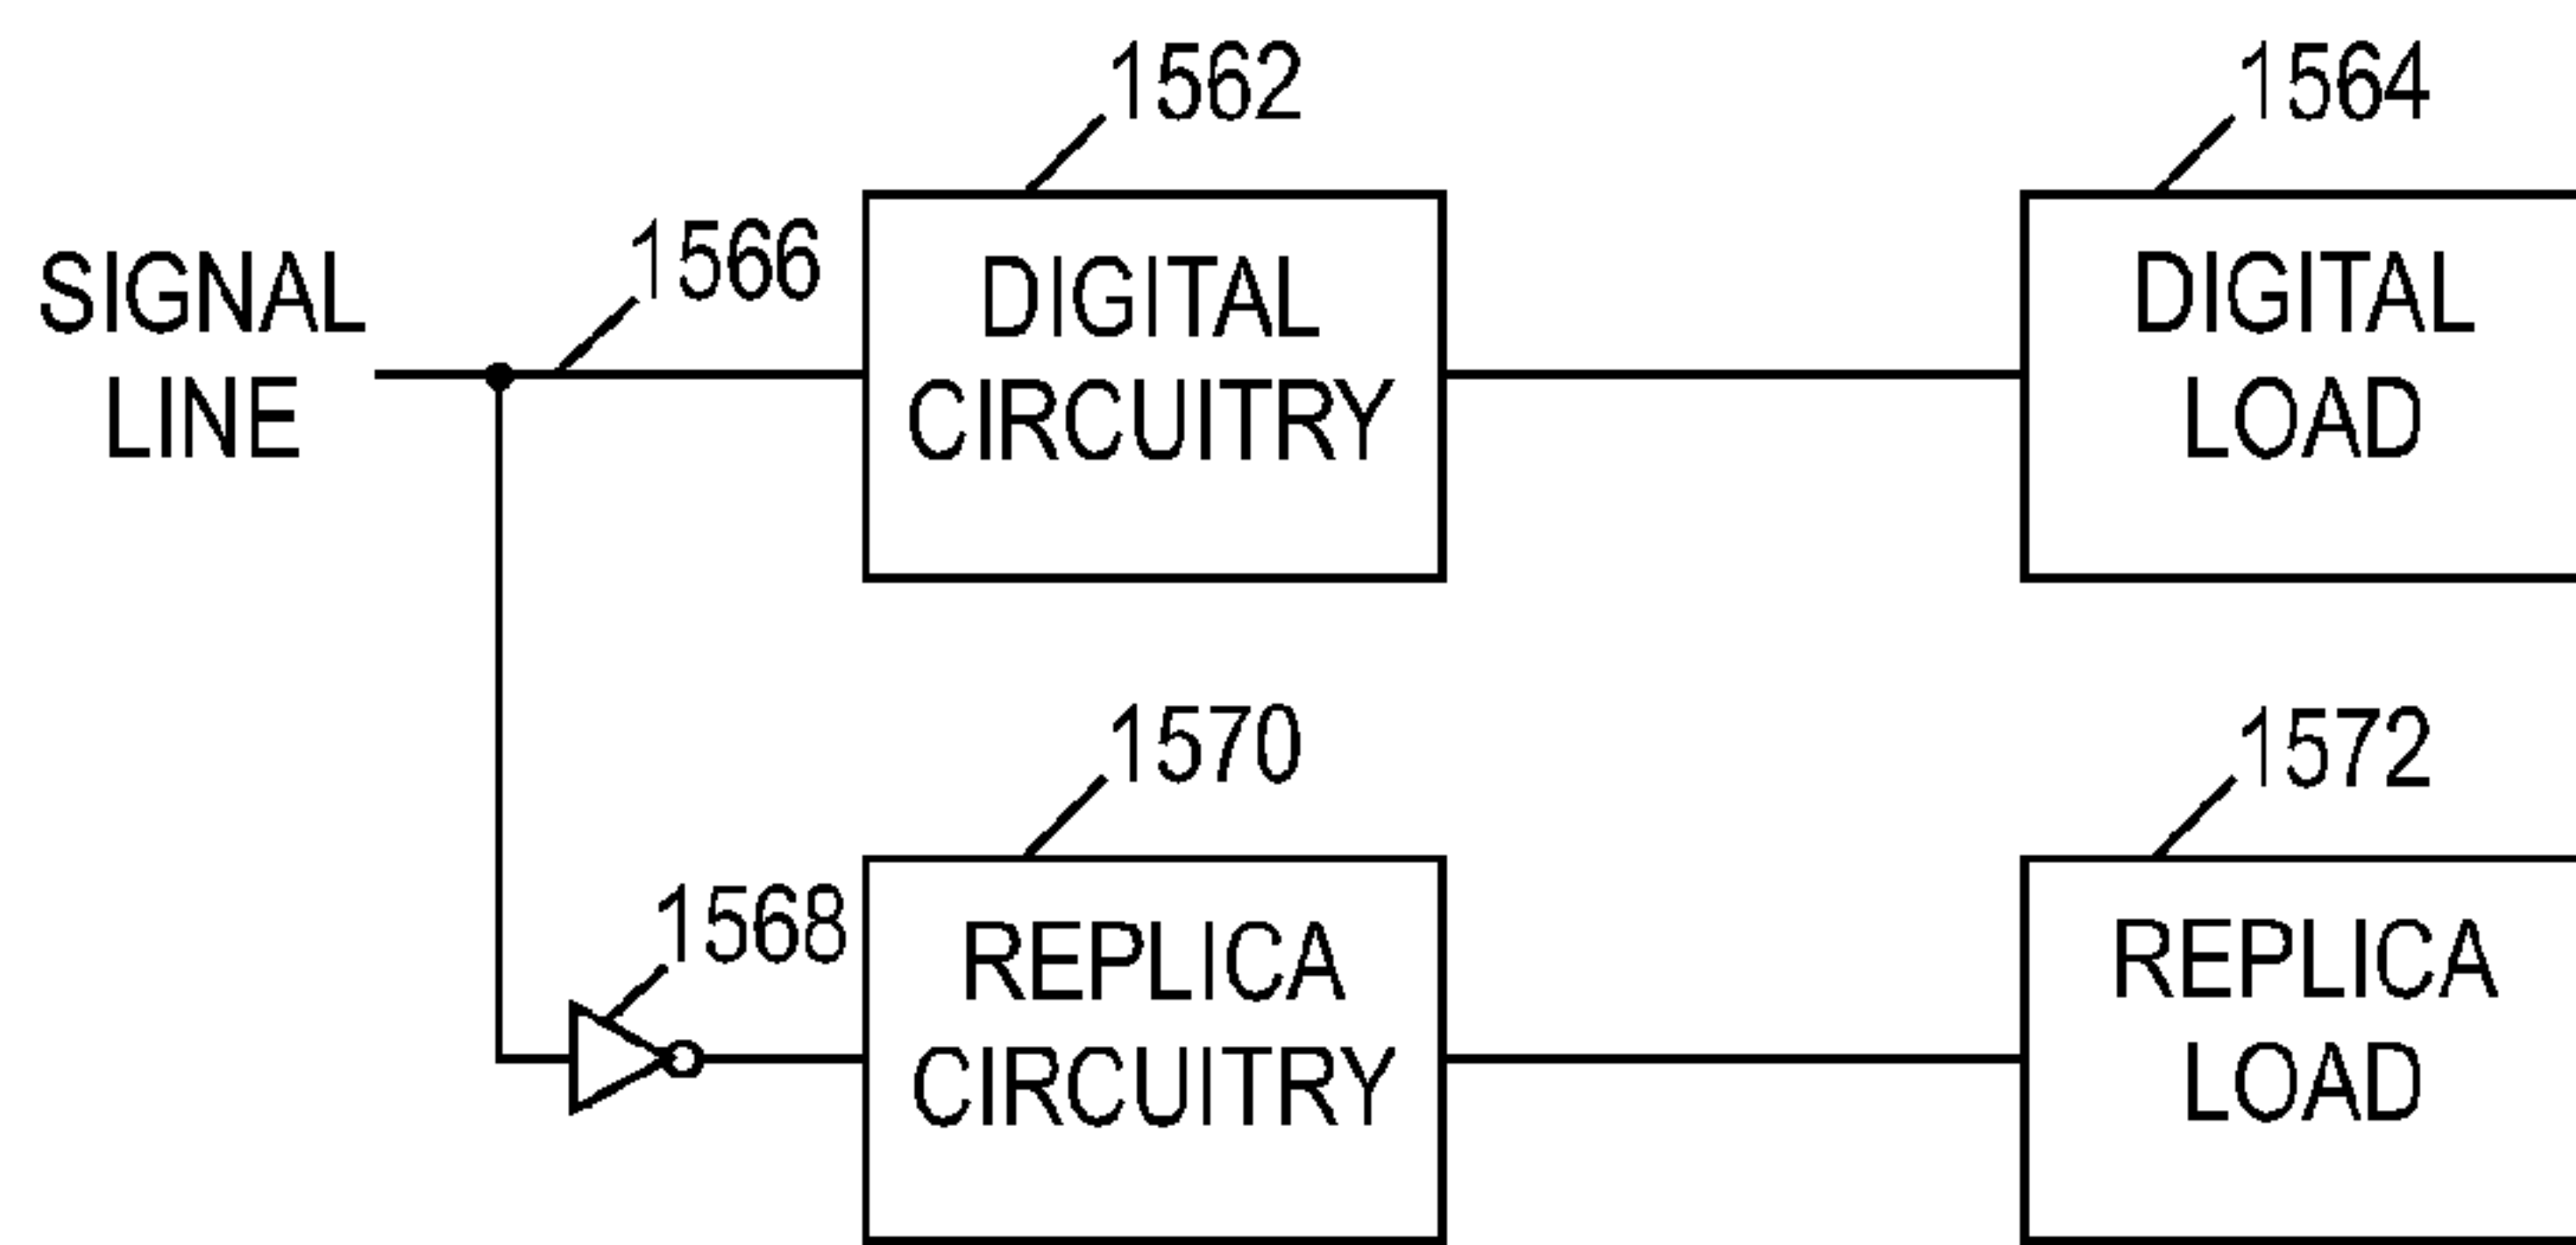 1562
1564
1566
SIGNAL
LINE
DIGITAL
CIRCUITRY
DIGITAL
LOAD
1570
1572
1568
REPLICA
CIRCUITRY
REPLICA
LOAD